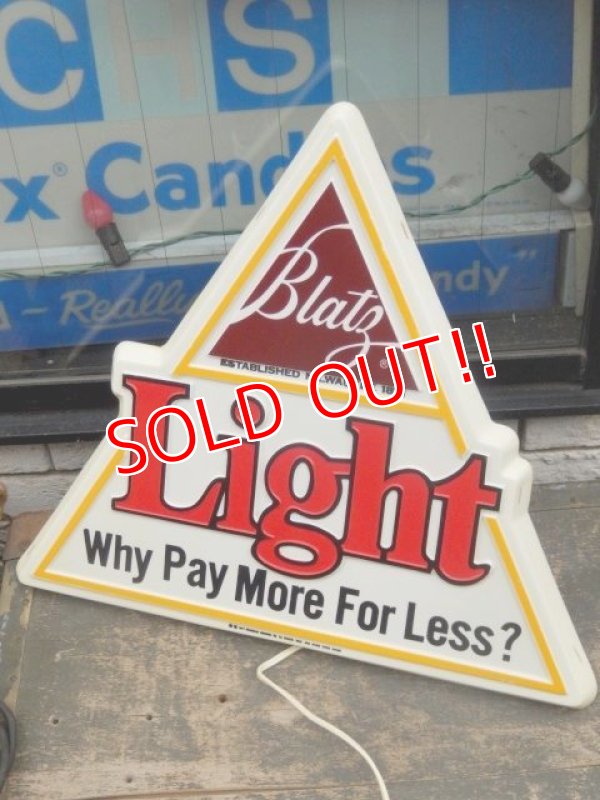 CHS
x® Candies
Really
ndy"
Blatz
®
ESTABLISHED
SOLD OUT!!
Light
Why Pay More For Less?